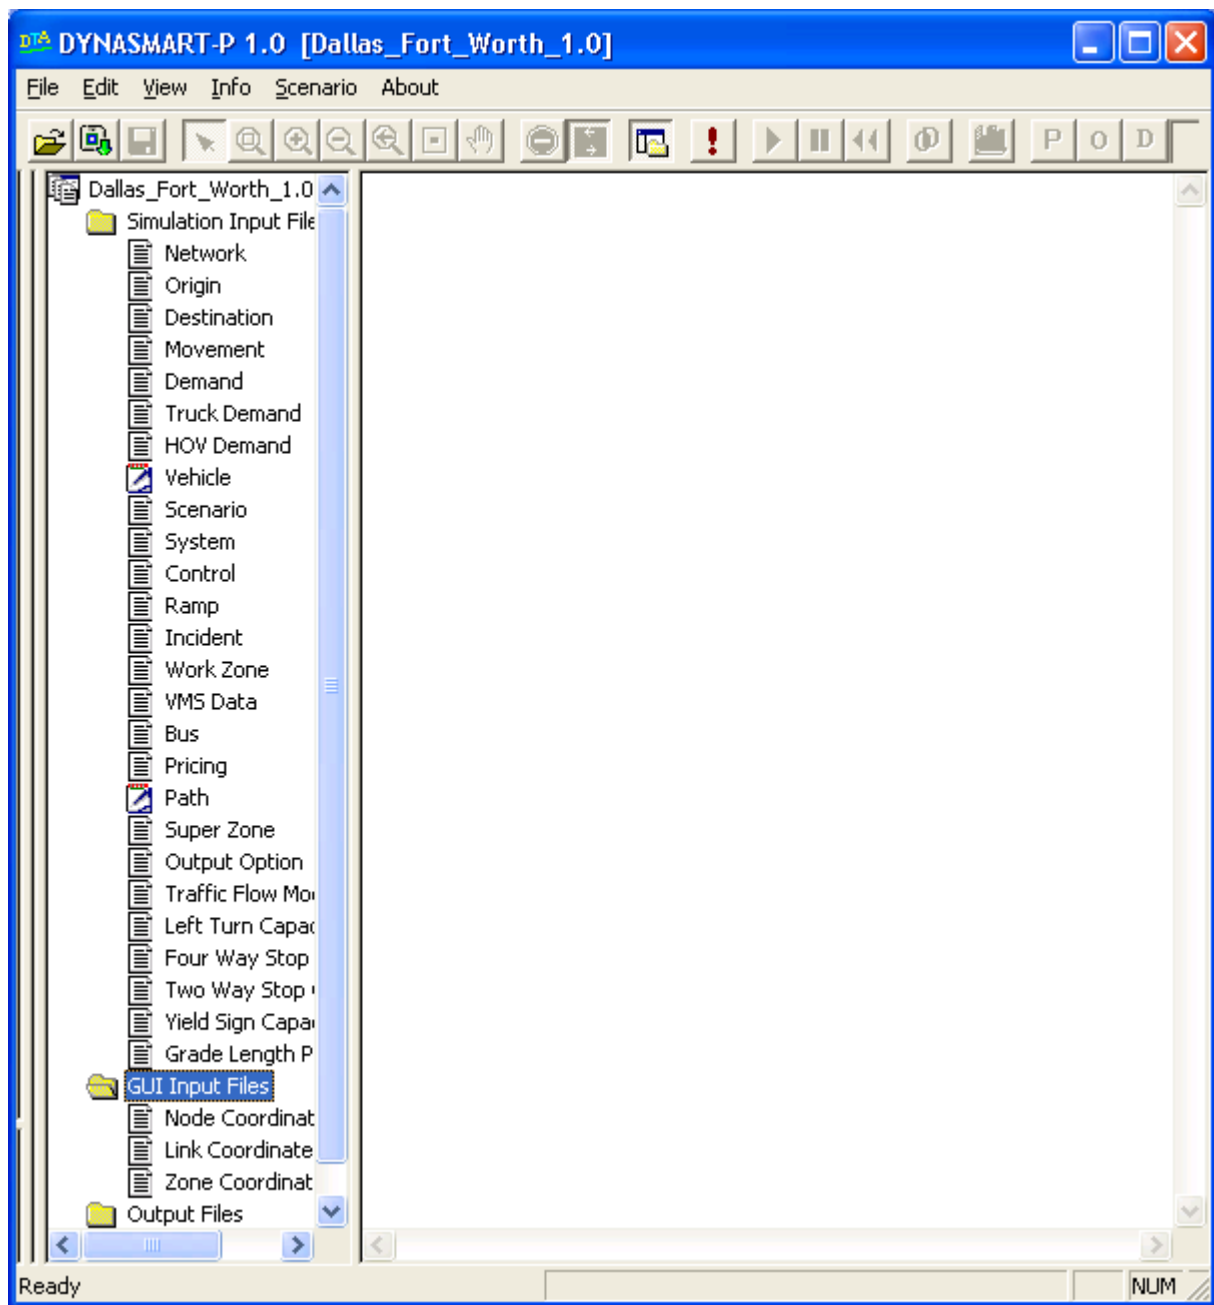 DTA DYNASMART-P 1.0 [Dallas_Fort_Worth_1.0]
File Edit View Info Scenario About
P O D
Dallas_Fort_Worth_1.0
Simulation Input File
Network
Origin
Destination
Movement
Demand
Truck Demand
HOV Demand
Vehicle
Scenario
System
Control
Ramp
Incident
Work Zone
VMS Data
Bus
Pricing
Path
Super Zone
Output Option
Traffic Flow Mo
Left Turn Capac
Four Way Stop
Two Way Stop
Yield Sign Capa
Grade Length P
GUI Input Files
Node Coordinat
Link Coordinate
Zone Coordinat
Output Files
Ready NUM